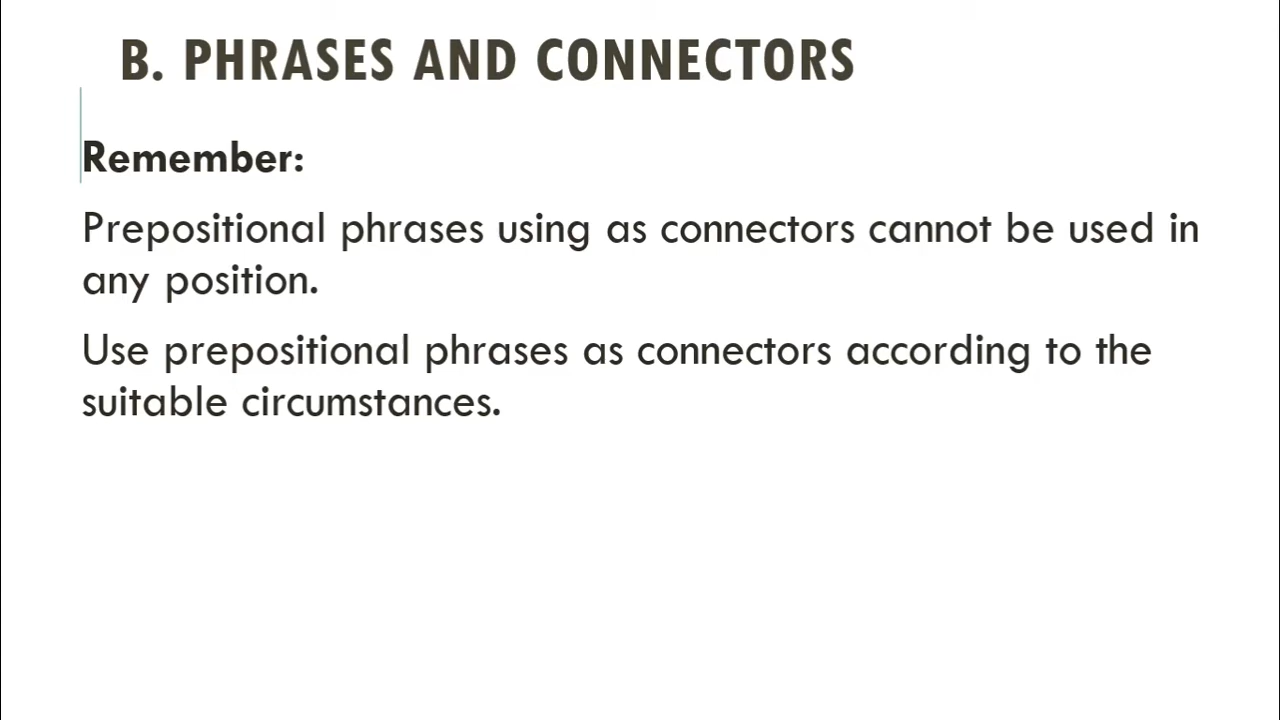 B. PHRASES AND CONNECTORS
Remember:
Prepositional phrases using as connectors cannot be used in
any position.
Use prepositional phrases as connectors according to the
suitable circumstances.